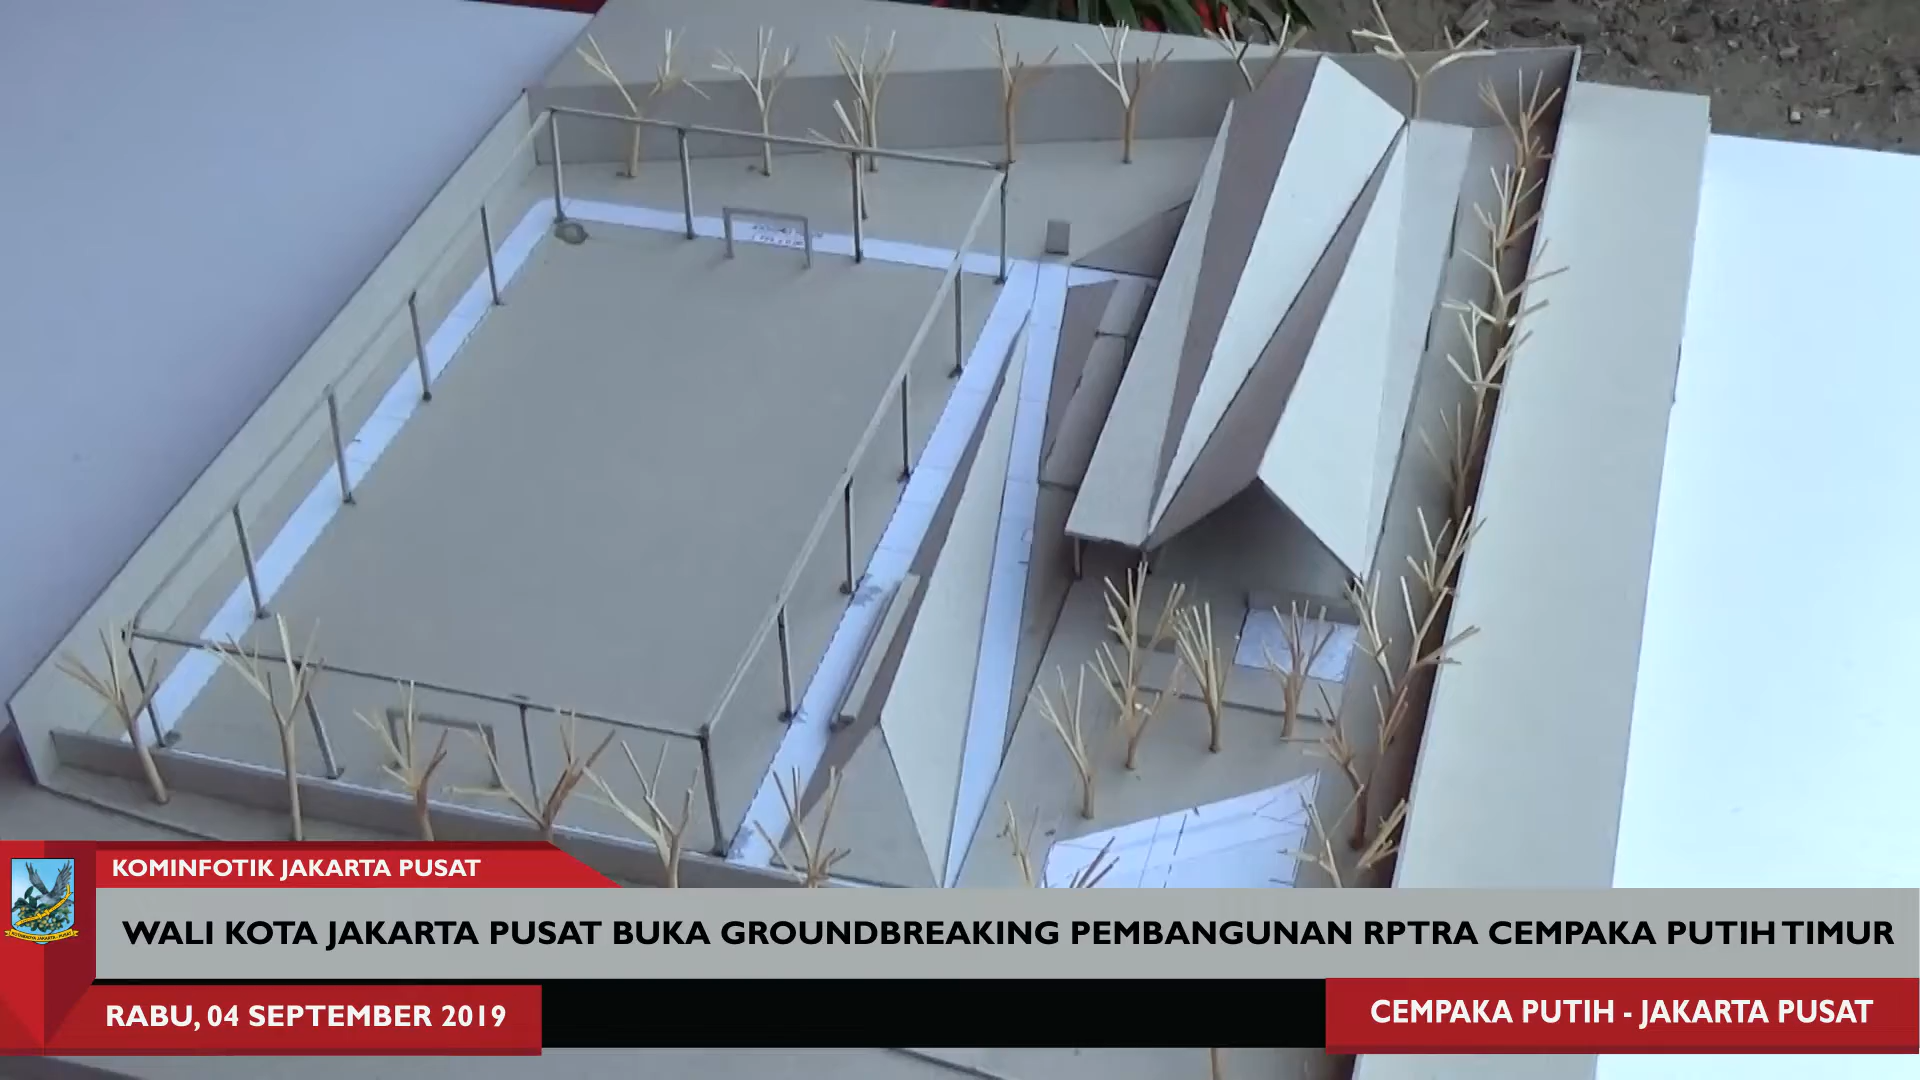 KOMINFOTIK JAKARTA PUSAT
WALI KOTA JAKARTA PUSAT BUKA GROUNDBREAKING PEMBANGUNAN RPTRA CEMPAKA PUTIH TIMUR
RABU, 04 SEPTEMBER 2019
CEMPAKA PUTIH - JAKARTA PUSAT